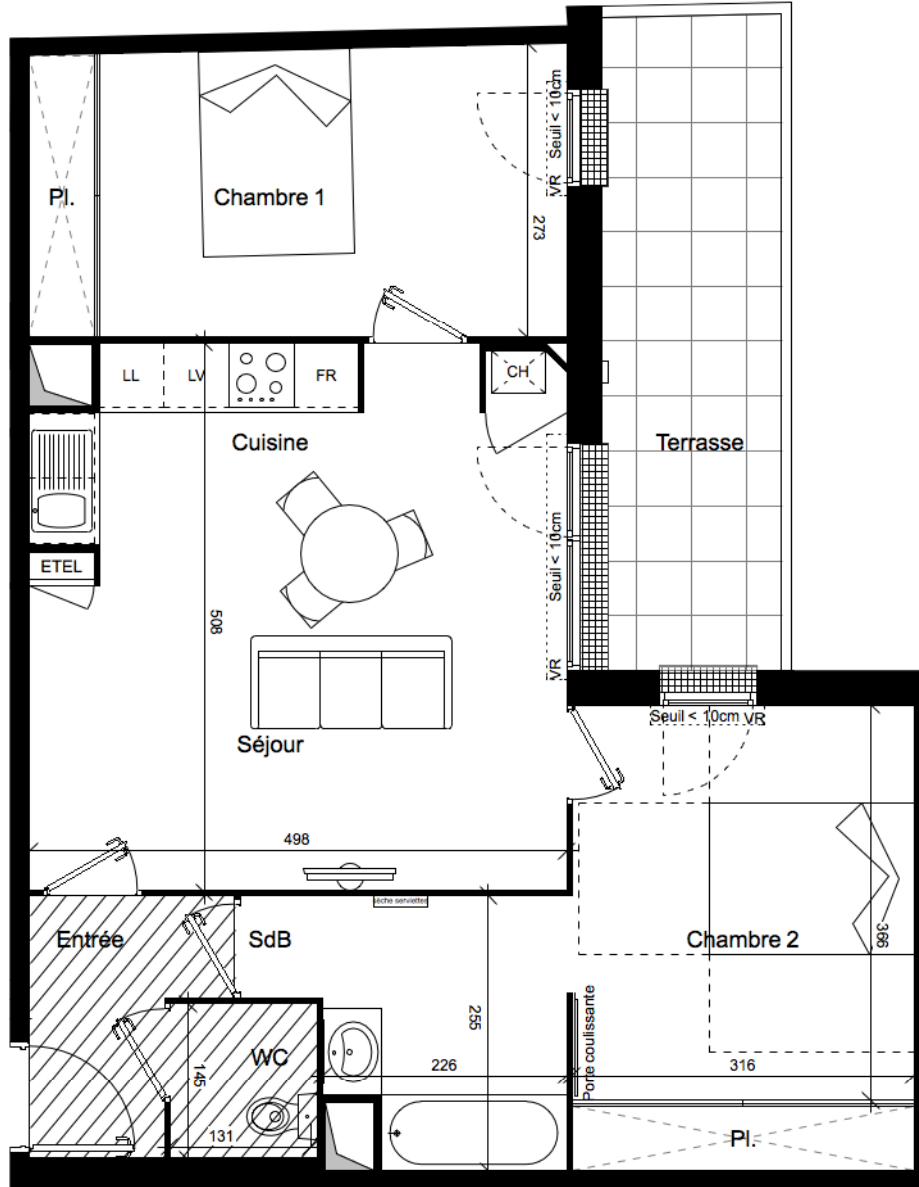 Pl.
Chambre 1
Seuil < 10cm
VR
273
LL
LV
FR
CH
Cuisine
Terrasse
ETEL
Seuil < 10cm
VR
508
Séjour
Seuil < 10cm VR
498
sèche serviettes
Entrée
SdB
Chambre 2
366
255
Porte coulissante
WC
145
226
316
131
Pl.